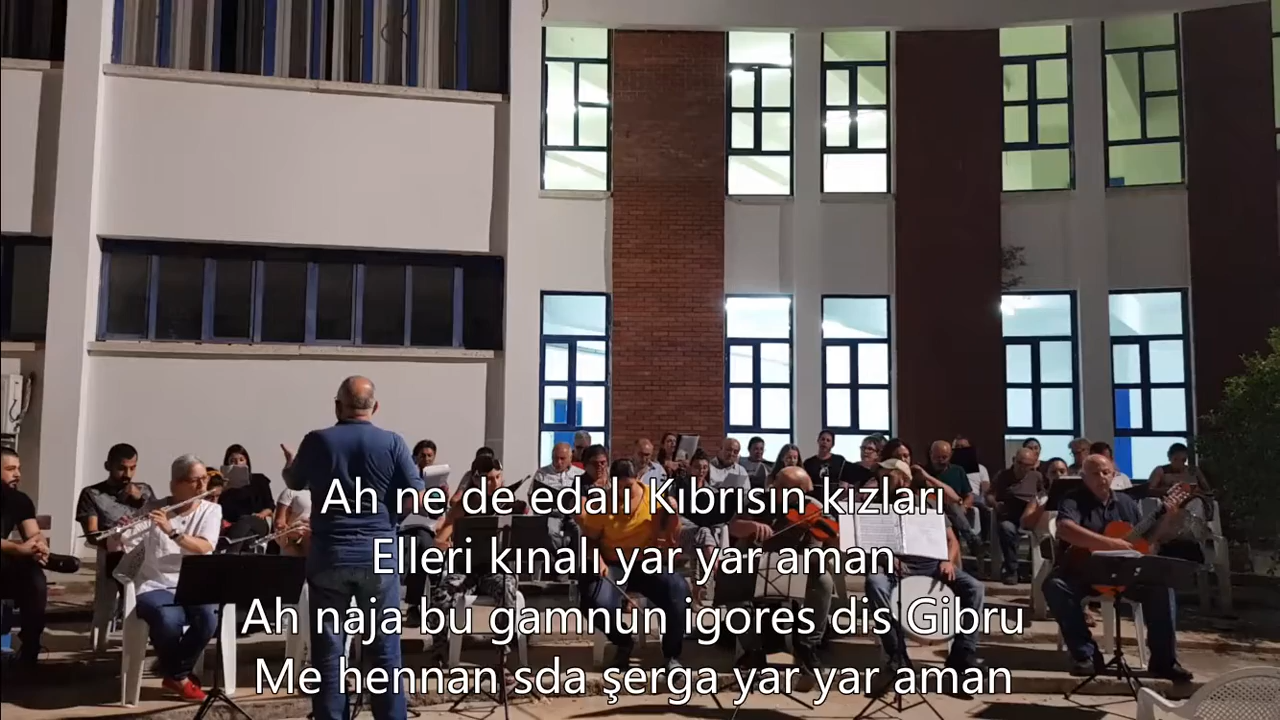 Ah ne de edalı Kıbrısın kızları
Elleri kınalı yar yar aman
Ah naja bu gamnun igores dis Gibru
Me hennan sda şerga yar yar aman